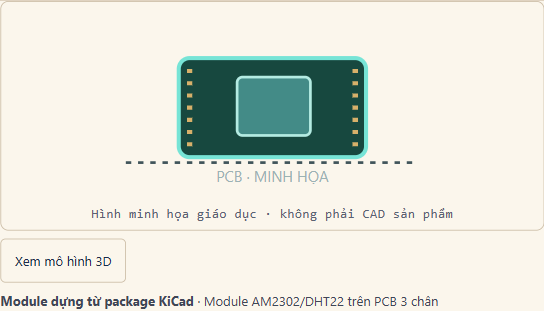 PCB · MINH HỌA
Hình minh họa giáo dục · không phải CAD sản phẩm
Xem mô hình 3D
Module dựng từ package KiCad · Module AM2302/DHT22 trên PCB 3 chân